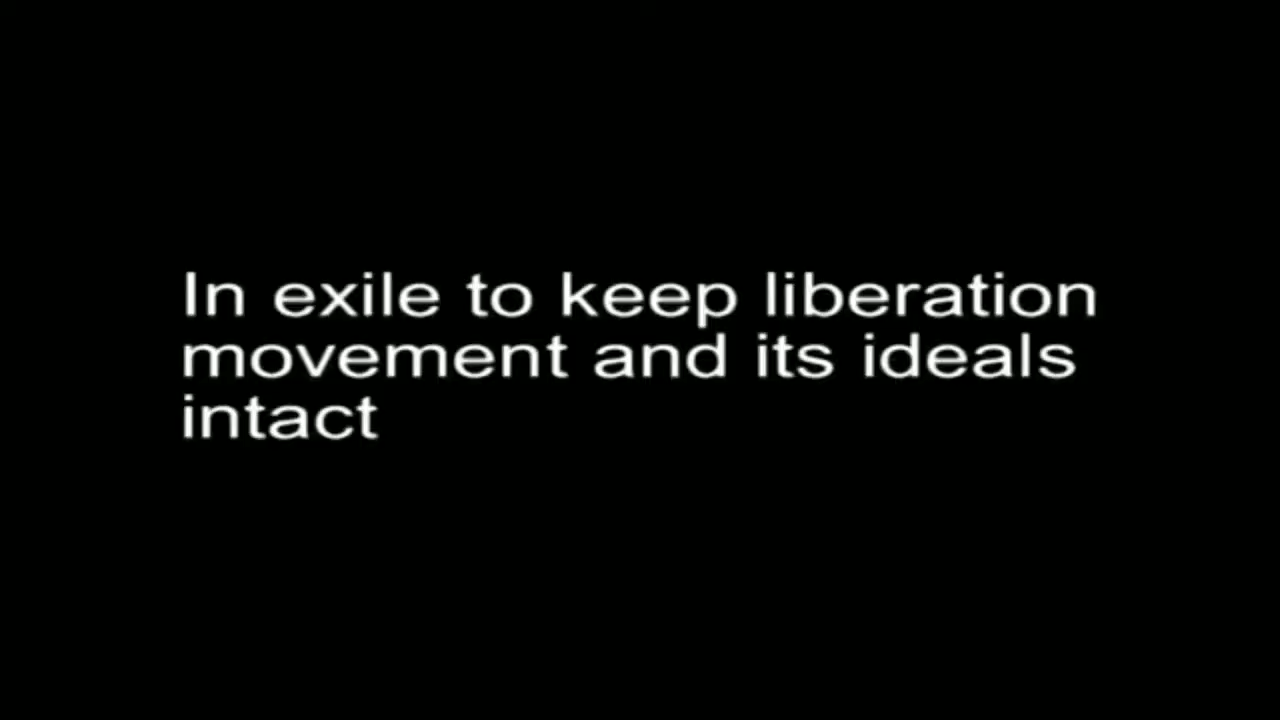 In exile to keep liberation
movement and its ideals
intact